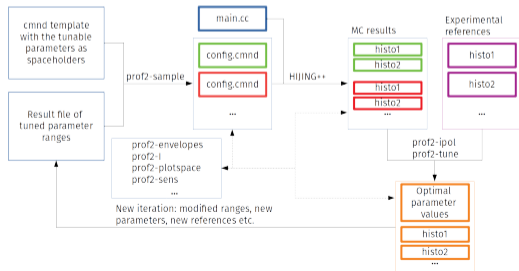 cmnd template
with the tunable
parameters as
spaceholders
Result file of
tuned parameter
ranges
prof2-sample
main.cc
config.cmnd
config.cmnd
...
HIJING++
MC results
histo1
histo2
histo1
histo2
...
Experimental
references
histo1
histo2
...
prof2-envelopes
prof2-I
prof2-plotspace
prof2-sens
...
prof2-ipol
prof2-tune
Optimal
parameter
values
histo1
histo2
...
New iteration: modified ranges, new
parameters, new references etc.